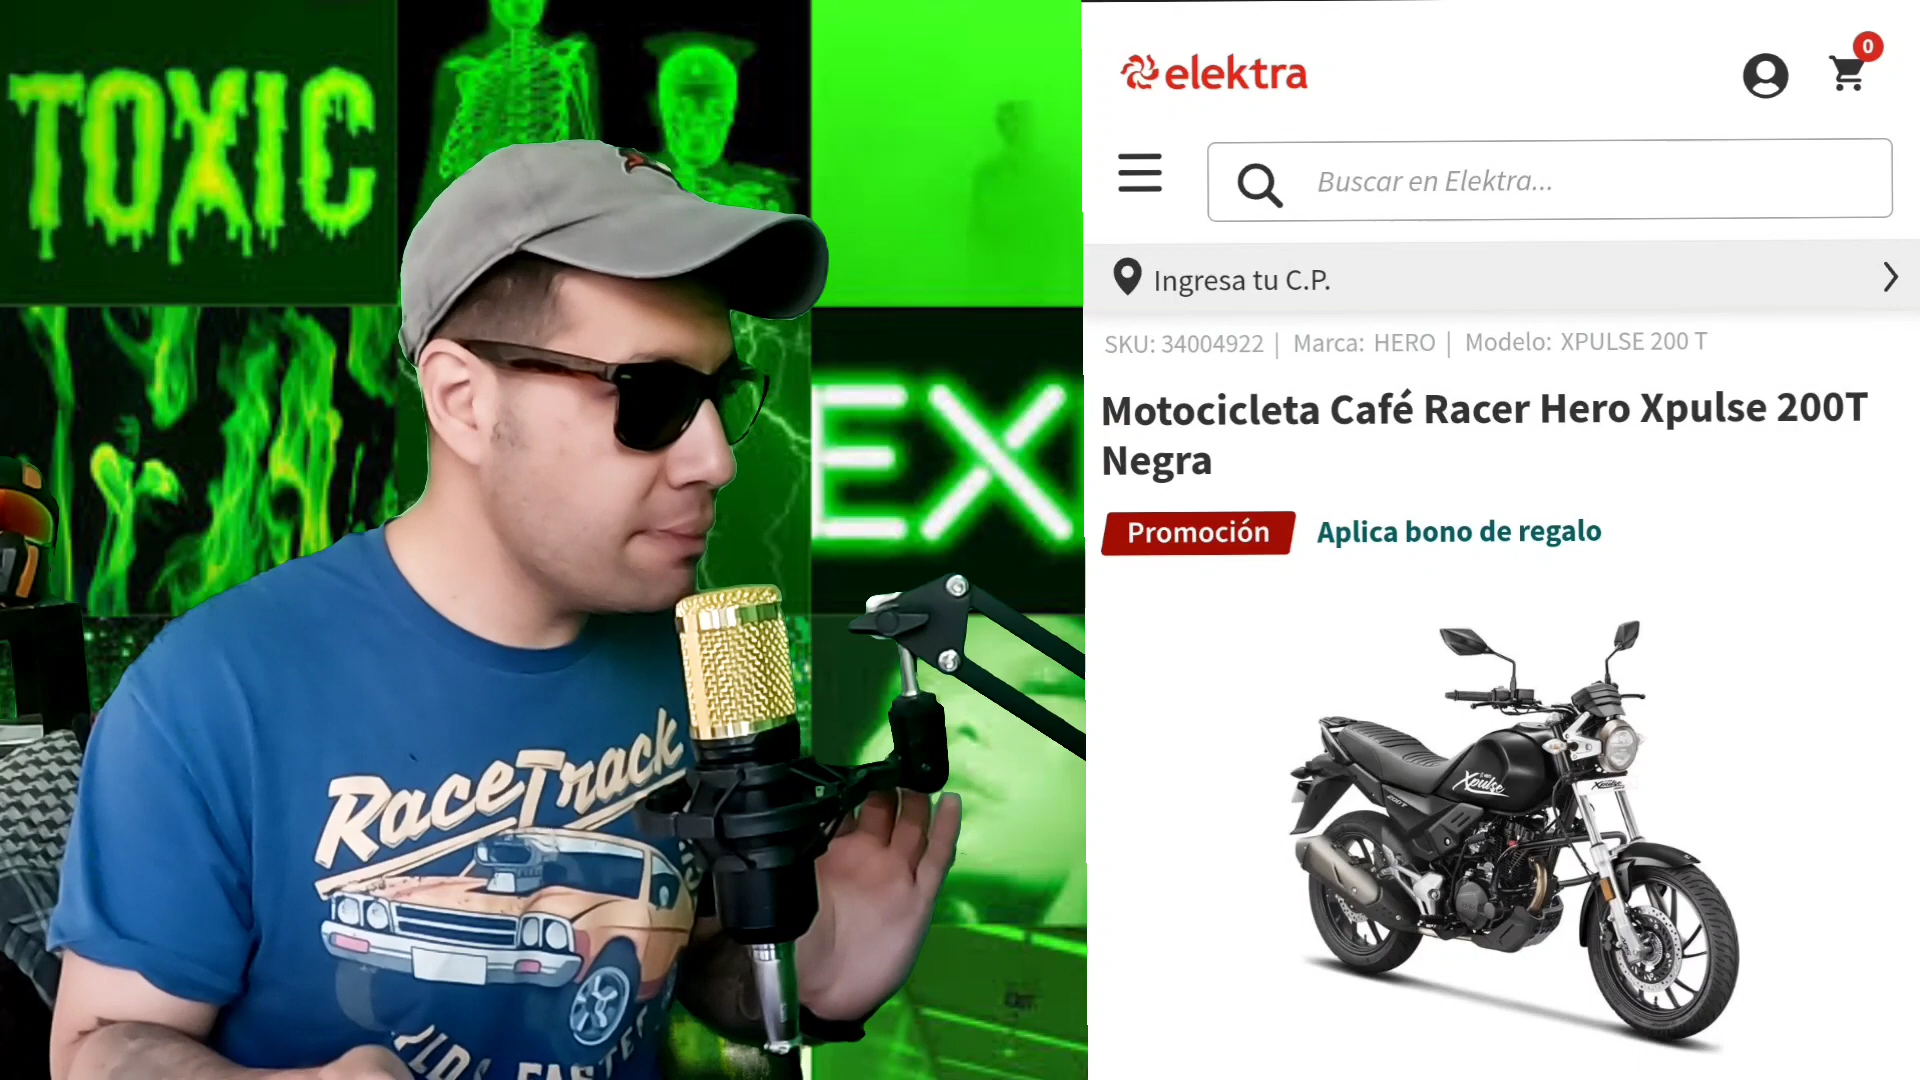 TOXIC
EX
RaceTrack
elektra
0
Buscar en Elektra...
Ingresa tu C.P.
SKU: 34004922 | Marca: HERO | Modelo: XPULSE 200 T
Motocicleta Café Racer Hero Xpulse 200T
Negra
Promoción
Aplica bono de regalo
Xpulse
200T